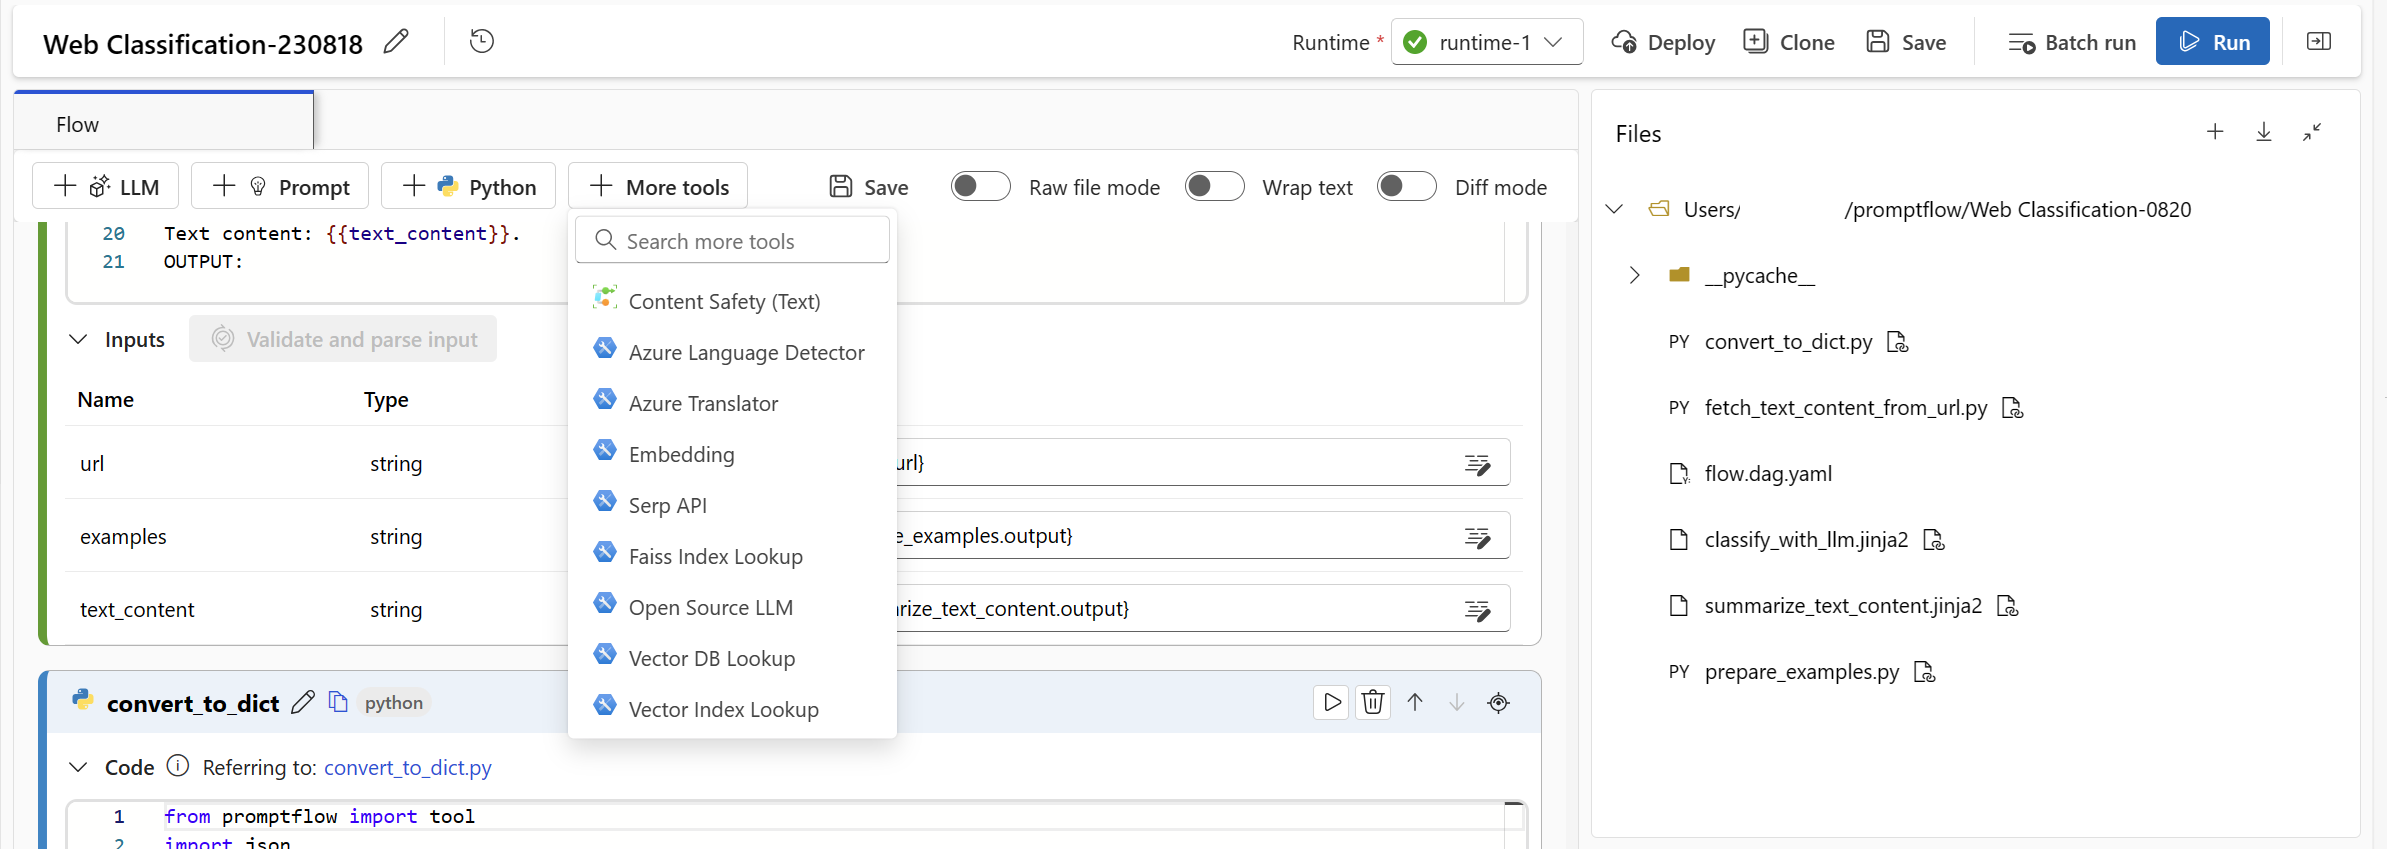 Web Classification-230818
Runtime * runtime-1 Deploy Clone Save Batch run Run
Flow
LLM Prompt Python More tools Save Raw file mode Wrap text Diff mode
20 Text content: {{text_content}}.
21 OUTPUT:
Inputs Validate and parse input
Name Type
url string url}
examples string e_examples.output}
text_content string rize_text_content.output}
Search more tools
Content Safety (Text)
Azure Language Detector
Azure Translator
Embedding
Serp API
Faiss Index Lookup
Open Source LLM
Vector DB Lookup
Vector Index Lookup
convert_to_dict python
Code Referring to: convert_to_dict.py
1 from promptflow import tool
2 import json
Files
Users/ /promptflow/Web Classification-0820
__pycache__
PY convert_to_dict.py
PY fetch_text_content_from_url.py
flow.dag.yaml
classify_with_llm.jinja2
summarize_text_content.jinja2
PY prepare_examples.py